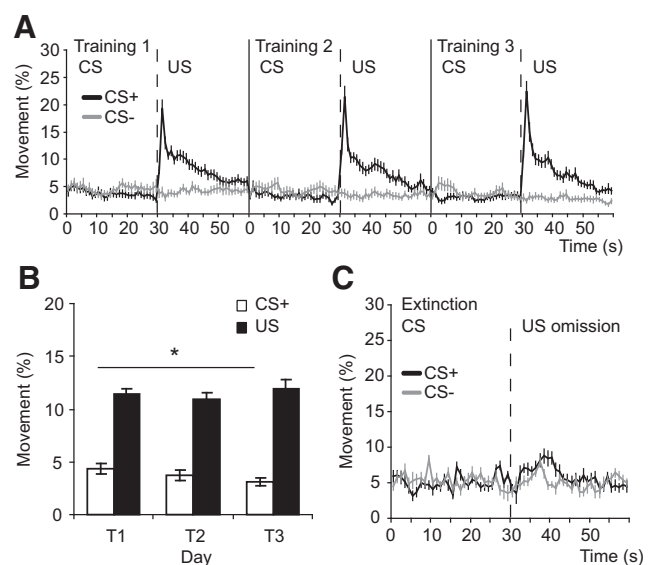 A
Training 1 Training 2 Training 3
CS US CS US CS US
CS+
CS-
Movement (%)
30
25
20
15
10
5
0
0 10 20 30 40 50 0 10 20 30 40 50 0 10 20 30 40 50
Time (s)
B
CS+
US
*
Movement (%)
20
15
10
5
0
T1 T2 T3
Day
C
Extinction
CS US omission
CS+
CS-
Movement (%)
30
25
20
15
10
5
0
0 10 20 30 40 50
Time (s)